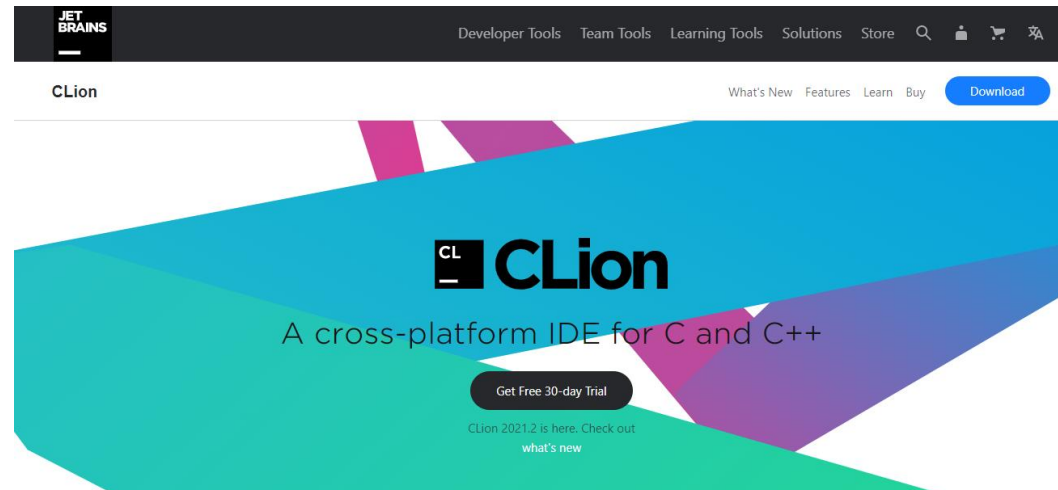 JET
BRAINS
Developer Tools Team Tools Learning Tools Solutions Store
CLion
What's New Features Learn Buy Download
CL
CLion
A cross-platform IDE for C and C++
Get Free 30-day Trial
CLion 2021.2 is here. Check out
what's new